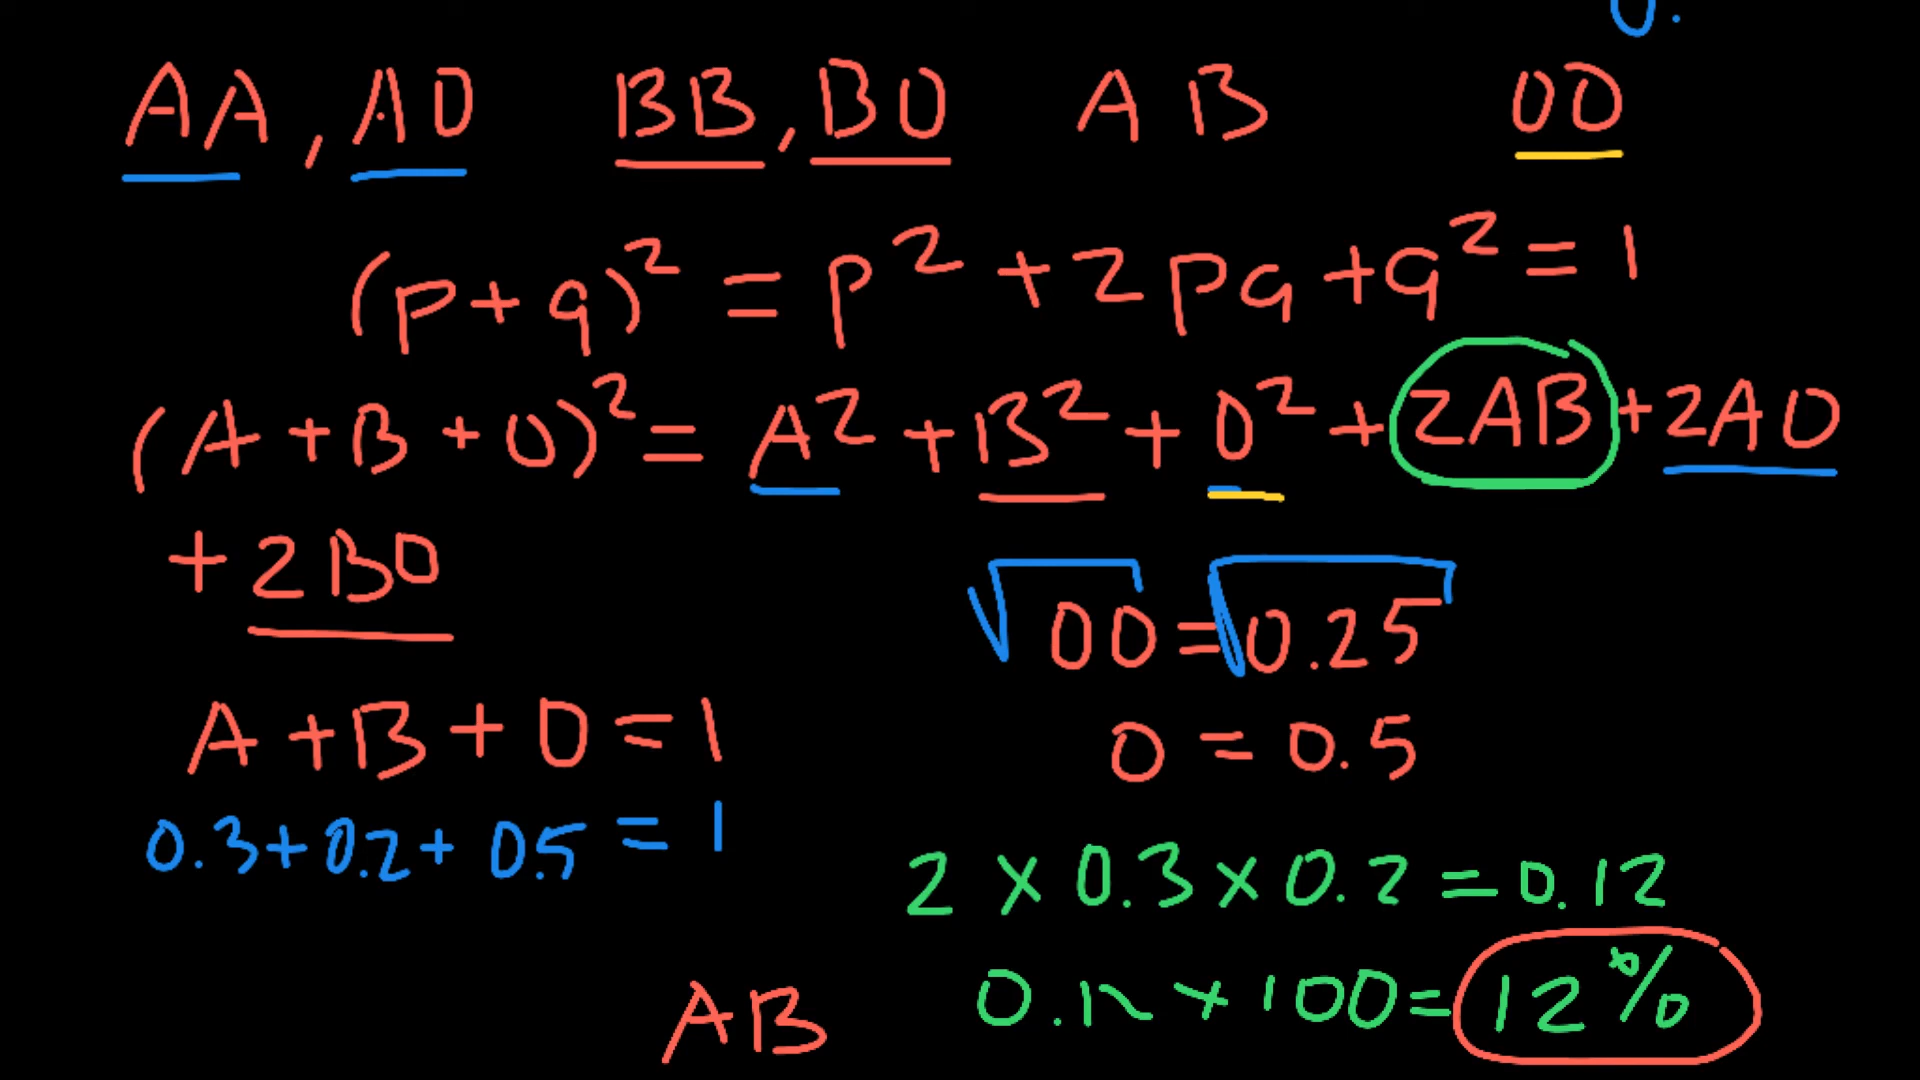 0.
AA, AO BB, BO AB OO
(p+q)² = p² + 2pq + q² = 1
(A+B+O)² = A² + B² + O² + 2AB + 2AO
+ 2BO
√OO = √0.25
A+B+O = 1
O = 0.5
0.3+0.2+0.5 = 1
2 × 0.3 × 0.2 = 0.12
0.12 × 100 = 12%
AB